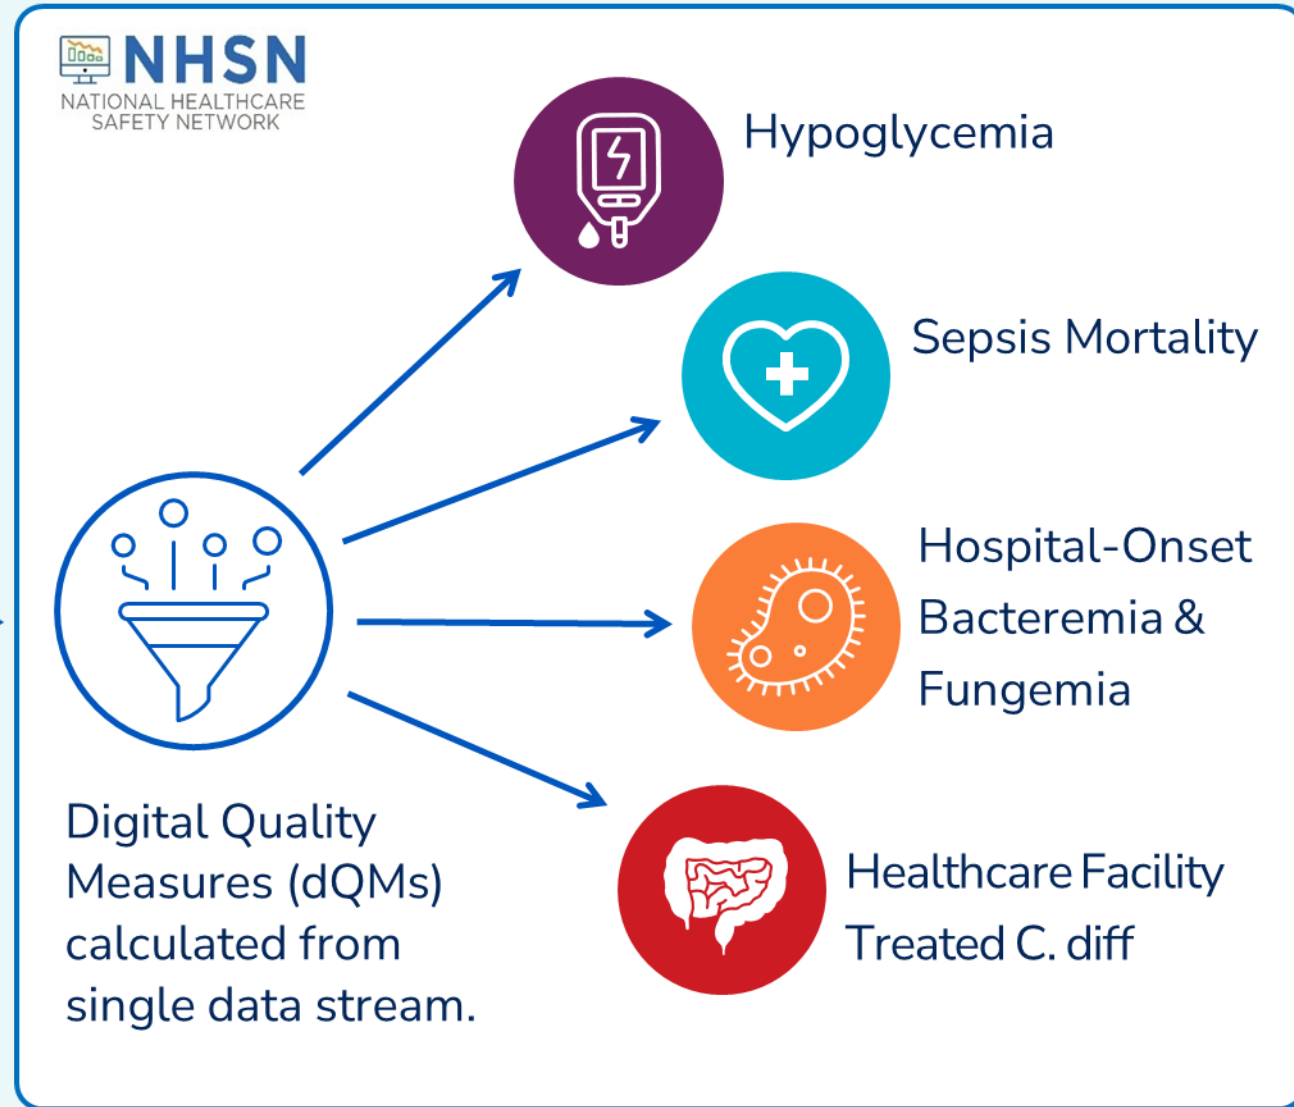 NHSN
NATIONAL HEALTHCARE
SAFETY NETWORK
Hypoglycemia
Sepsis Mortality
Hospital-Onset
Bacteremia &
Fungemia
Digital Quality
Measures (dQMs)
calculated from
single data stream.
Healthcare Facility
Treated C. diff